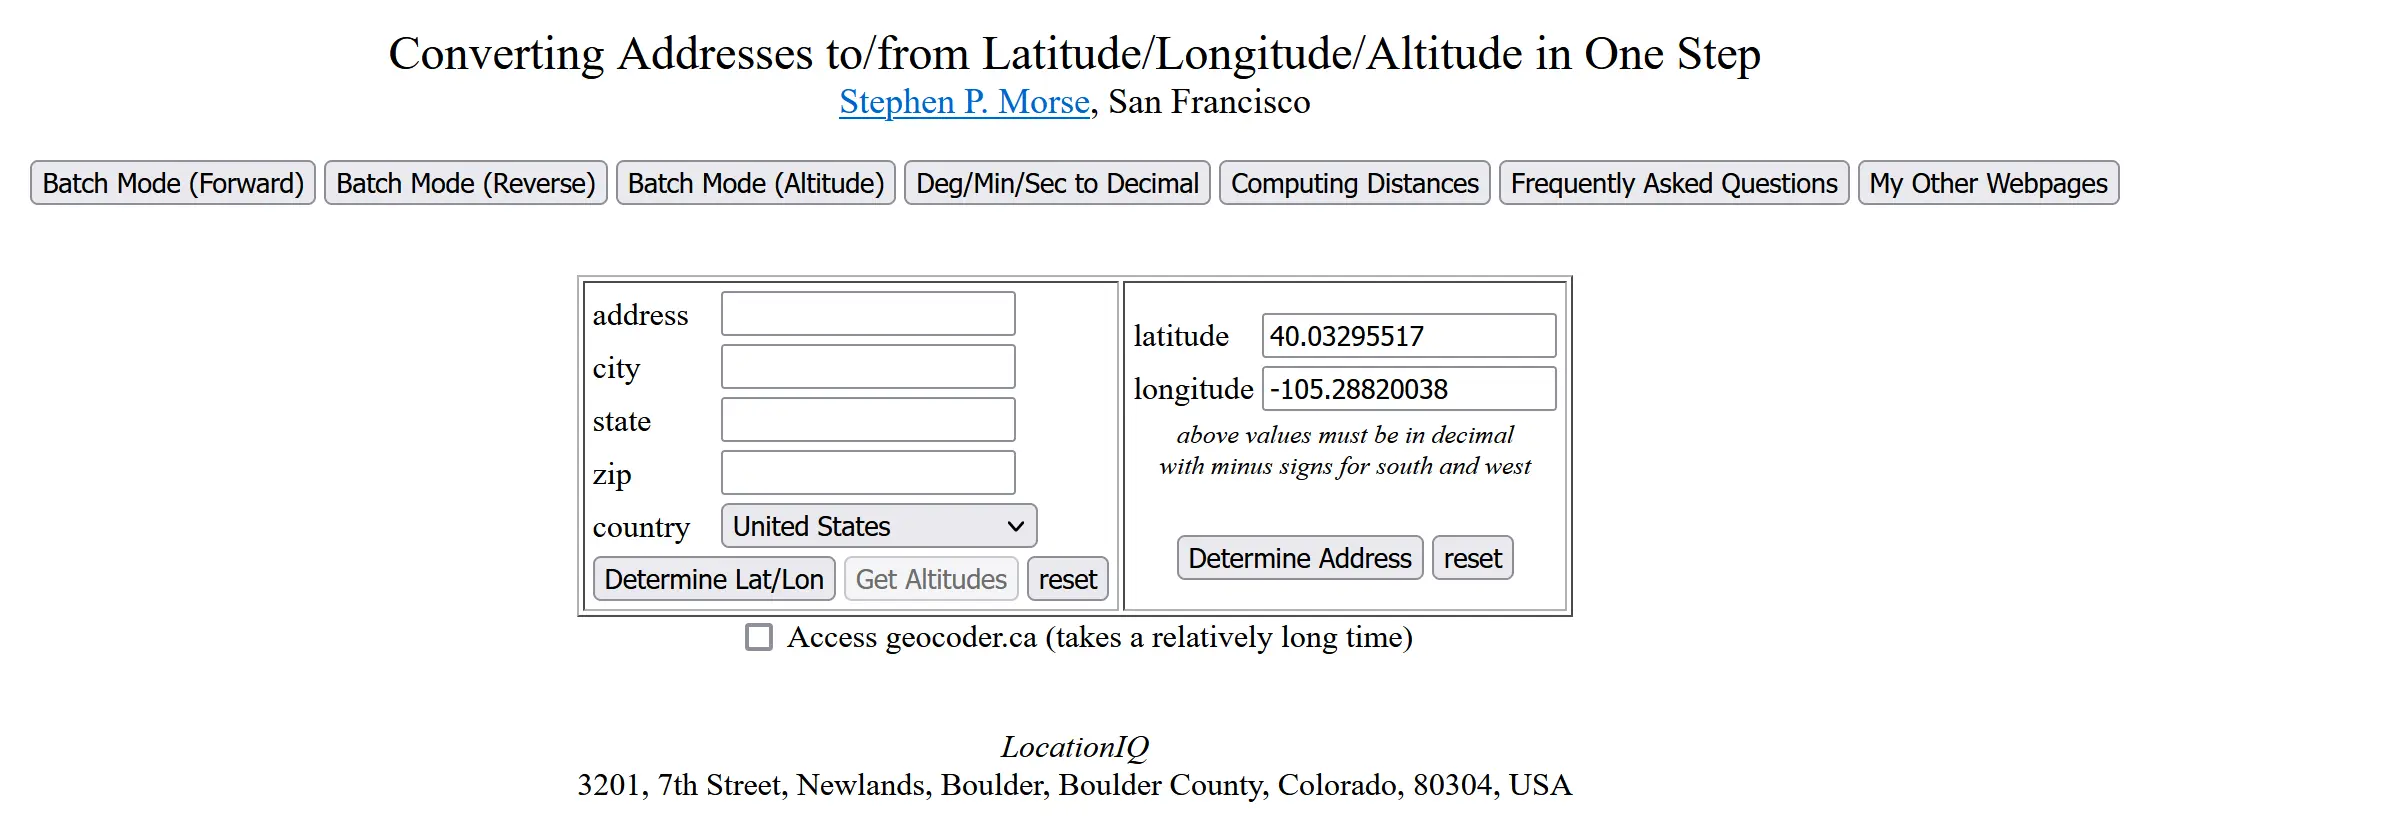 Converting Addresses to/from Latitude/Longitude/Altitude in One Step
Stephen P. Morse, San Francisco
Batch Mode (Forward) Batch Mode (Reverse) Batch Mode (Altitude) Deg/Min/Sec to Decimal Computing Distances Frequently Asked Questions My Other Webpages
address
city
state
zip
country United States
Determine Lat/Lon Get Altitudes reset
latitude 40.03295517
longitude -105.28820038
above values must be in decimal
with minus signs for south and west
Determine Address reset
Access geocoder.ca (takes a relatively long time)
LocationIQ
3201, 7th Street, Newlands, Boulder, Boulder County, Colorado, 80304, USA